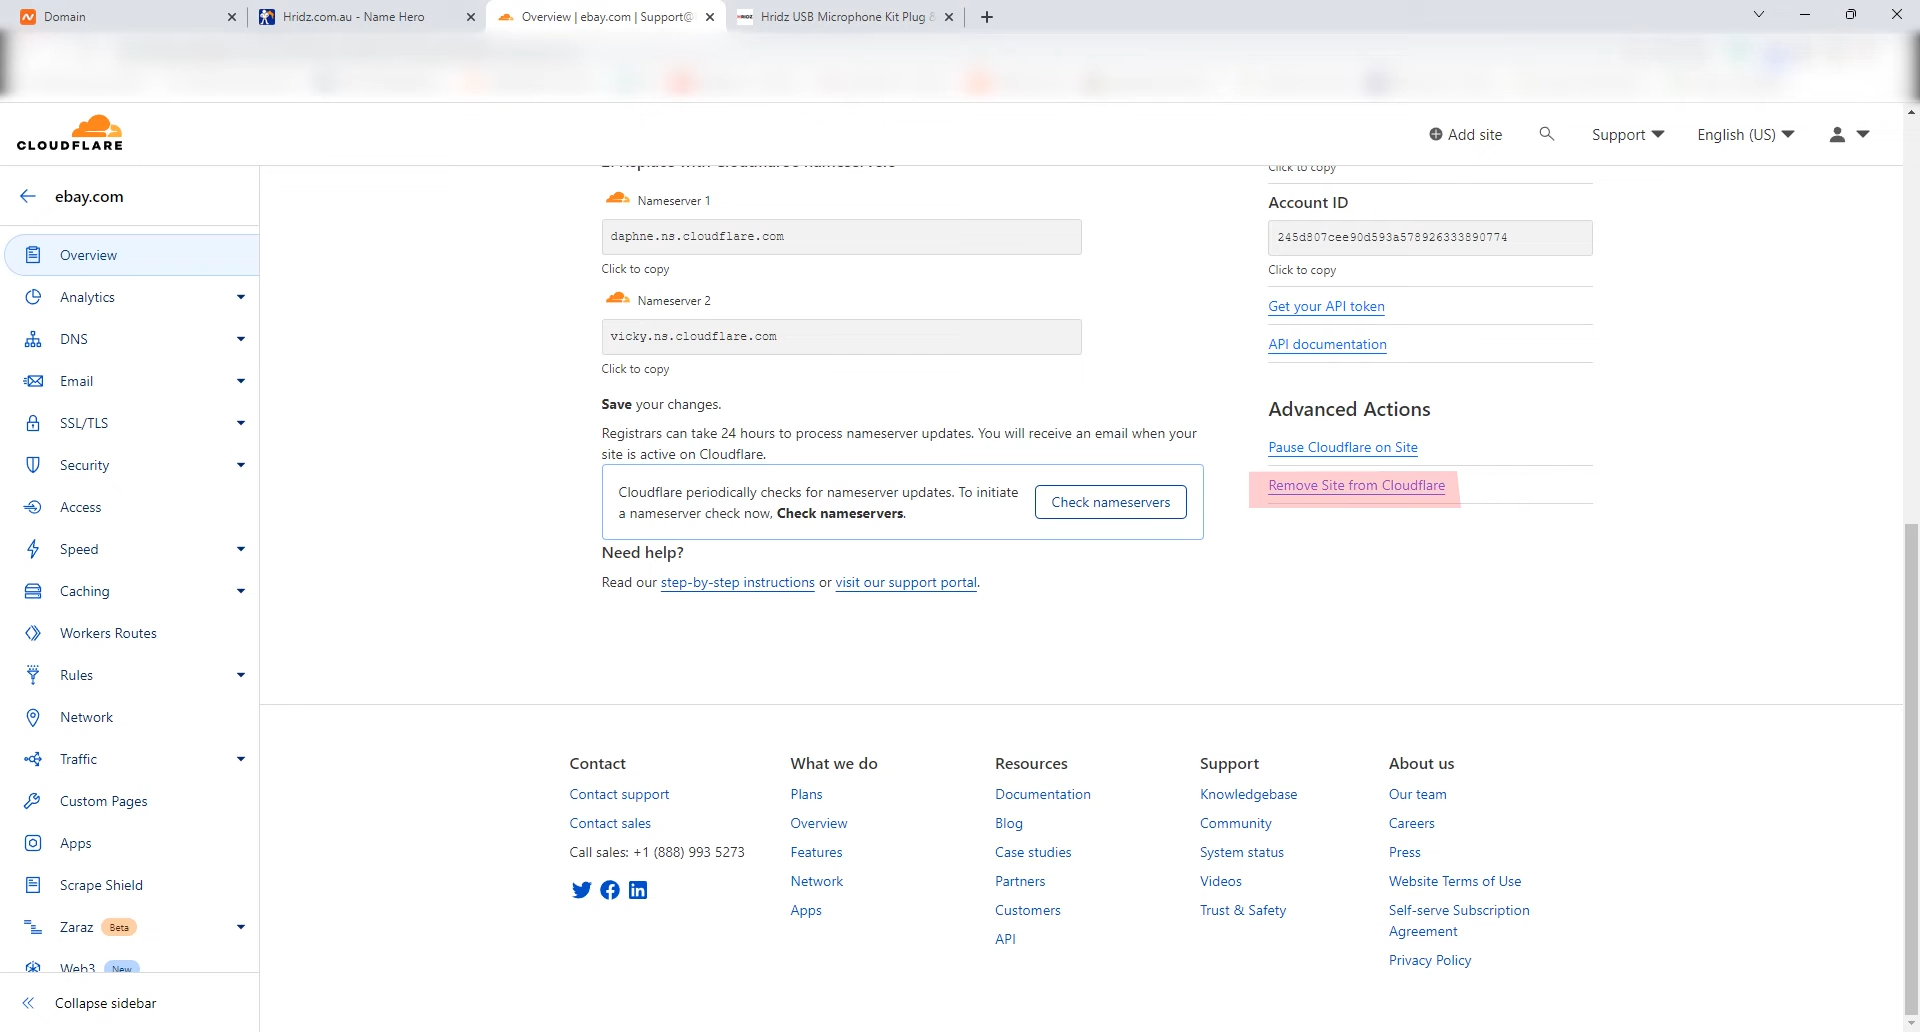 Domain
Hridz.com.au - Name Hero
Overview | ebay.com | Support@
Hridz USB Microphone Kit Plug &
CLOUDFLARE
Add site
Support
English (US)
ebay.com
Overview
Analytics
DNS
Email
SSL/TLS
Security
Access
Speed
Caching
Workers Routes
Rules
Network
Traffic
Custom Pages
Apps
Scrape Shield
Zaraz Beta
Web3 New
Collapse sidebar
2. Replace with Cloudflare's nameservers
Nameserver 1
daphne.ns.cloudflare.com
Click to copy
Nameserver 2
vicky.ns.cloudflare.com
Click to copy
Save your changes.
Registrars can take 24 hours to process nameserver updates. You will receive an email when your
site is active on Cloudflare.
Cloudflare periodically checks for nameserver updates. To initiate
a nameserver check now, Check nameservers.
Check nameservers
Need help?
Read our step-by-step instructions or visit our support portal.
Click to copy
Account ID
245d807cee90d593a578926333890774
Click to copy
Get your API token
API documentation
Advanced Actions
Pause Cloudflare on Site
Remove Site from Cloudflare
Contact
Contact support
Contact sales
Call sales: +1 (888) 993 5273
What we do
Plans
Overview
Features
Network
Apps
Resources
Documentation
Blog
Case studies
Partners
Customers
API
Support
Knowledgebase
Community
System status
Videos
Trust & Safety
About us
Our team
Careers
Press
Website Terms of Use
Self-serve Subscription
Agreement
Privacy Policy